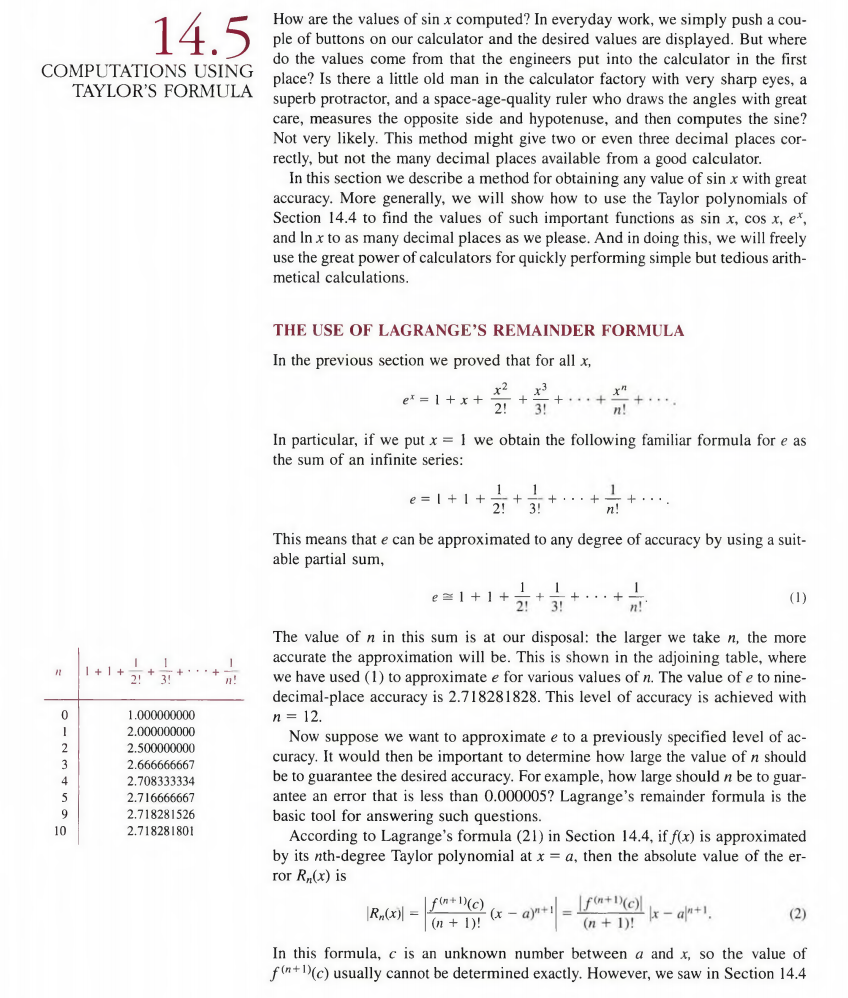 14.5
COMPUTATIONS USING
TAYLOR'S FORMULA
How are the values of sin x computed? In everyday work, we simply push a cou-
ple of buttons on our calculator and the desired values are displayed. But where
do the values come from that the engineers put into the calculator in the first
place? Is there a little old man in the calculator factory with very sharp eyes, a
superb protractor, and a space-age-quality ruler who draws the angles with great
care, measures the opposite side and hypotenuse, and then computes the sine?
Not very likely. This method might give two or even three decimal places cor-
rectly, but not the many decimal places available from a good calculator.
In this section we describe a method for obtaining any value of sin x with great
accuracy. More generally, we will show how to use the Taylor polynomials of
Section 14.4 to find the values of such important functions as sin x, cos x, eˣ,
and ln x to as many decimal places as we please. And in doing this, we will freely
use the great power of calculators for quickly performing simple but tedious arith-
metical calculations.
THE USE OF LAGRANGE'S REMAINDER FORMULA
In the previous section we proved that for all x,
eˣ = 1 + x + x²/2! + x³/3! + · · · + xⁿ/n! + · · · .
In particular, if we put x = 1 we obtain the following familiar formula for e as
the sum of an infinite series:
e = 1 + 1 + 1/2! + 1/3! + · · · + 1/n! + · · · .
This means that e can be approximated to any degree of accuracy by using a suit-
able partial sum,
e ≅ 1 + 1 + 1/2! + 1/3! + · · · + 1/n!. (1)
The value of n in this sum is at our disposal: the larger we take n, the more
accurate the approximation will be. This is shown in the adjoining table, where
we have used (1) to approximate e for various values of n. The value of e to nine-
decimal-place accuracy is 2.718281828. This level of accuracy is achieved with
n = 12.
Now suppose we want to approximate e to a previously specified level of ac-
curacy. It would then be important to determine how large the value of n should
be to guarantee the desired accuracy. For example, how large should n be to guar-
antee an error that is less than 0.000005? Lagrange's remainder formula is the
basic tool for answering such questions.
According to Lagrange's formula (21) in Section 14.4, if f(x) is approximated
by its nth-degree Taylor polynomial at x = a, then the absolute value of the er-
ror Rₙ(x) is
|Rₙ(x)| = |f⁽ⁿ⁺¹⁾(c)/(n + 1)! (x − a)ⁿ⁺¹| = |f⁽ⁿ⁺¹⁾(c)|/(n + 1)! |x − a|ⁿ⁺¹. (2)
In this formula, c is an unknown number between a and x, so the value of
f⁽ⁿ⁺¹⁾(c) usually cannot be determined exactly. However, we saw in Section 14.4
n 1 + 1 + 1/2! + 1/3! + · · · + 1/n!
0 1.000000000
1 2.000000000
2 2.500000000
3 2.666666667
4 2.708333334
5 2.716666667
9 2.718281526
10 2.718281801